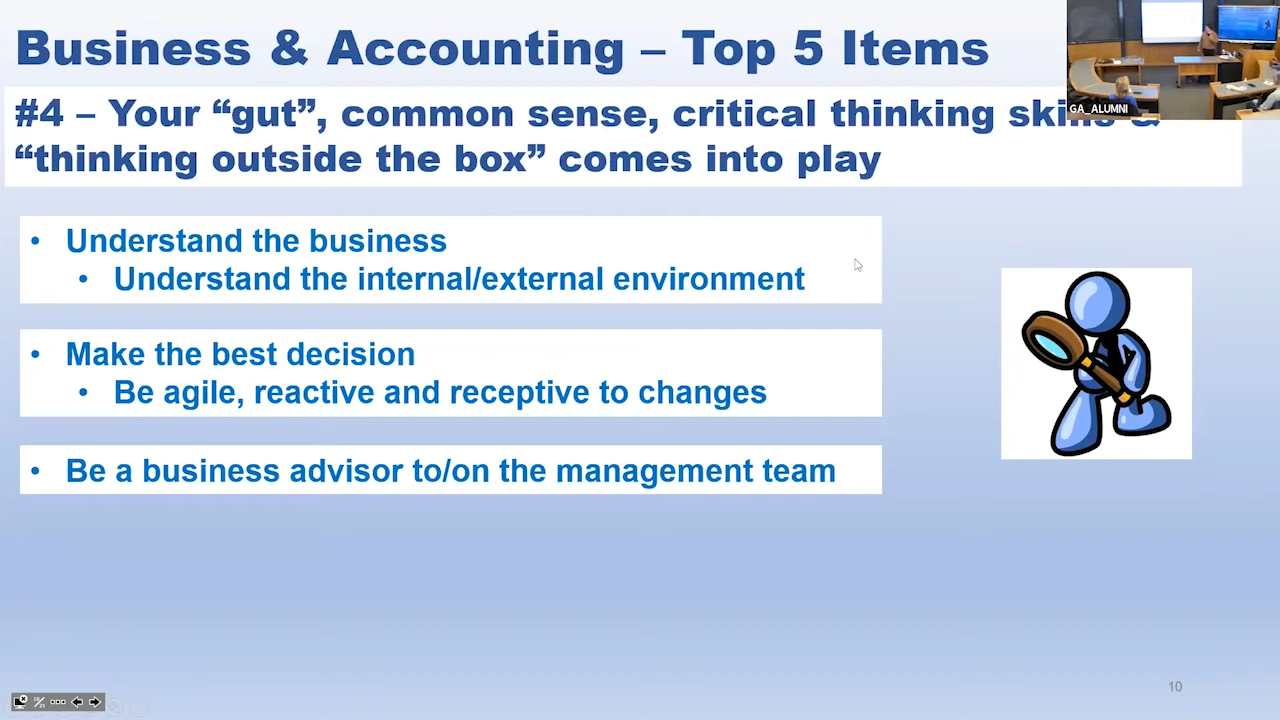 Business & Accounting – Top 5 Items
#4 – Your “gut”, common sense, critical thinking skills &
“thinking outside the box” comes into play
GA_ALUMNI
• Understand the business
• Understand the internal/external environment
• Make the best decision
• Be agile, reactive and receptive to changes
• Be a business advisor to/on the management team
10